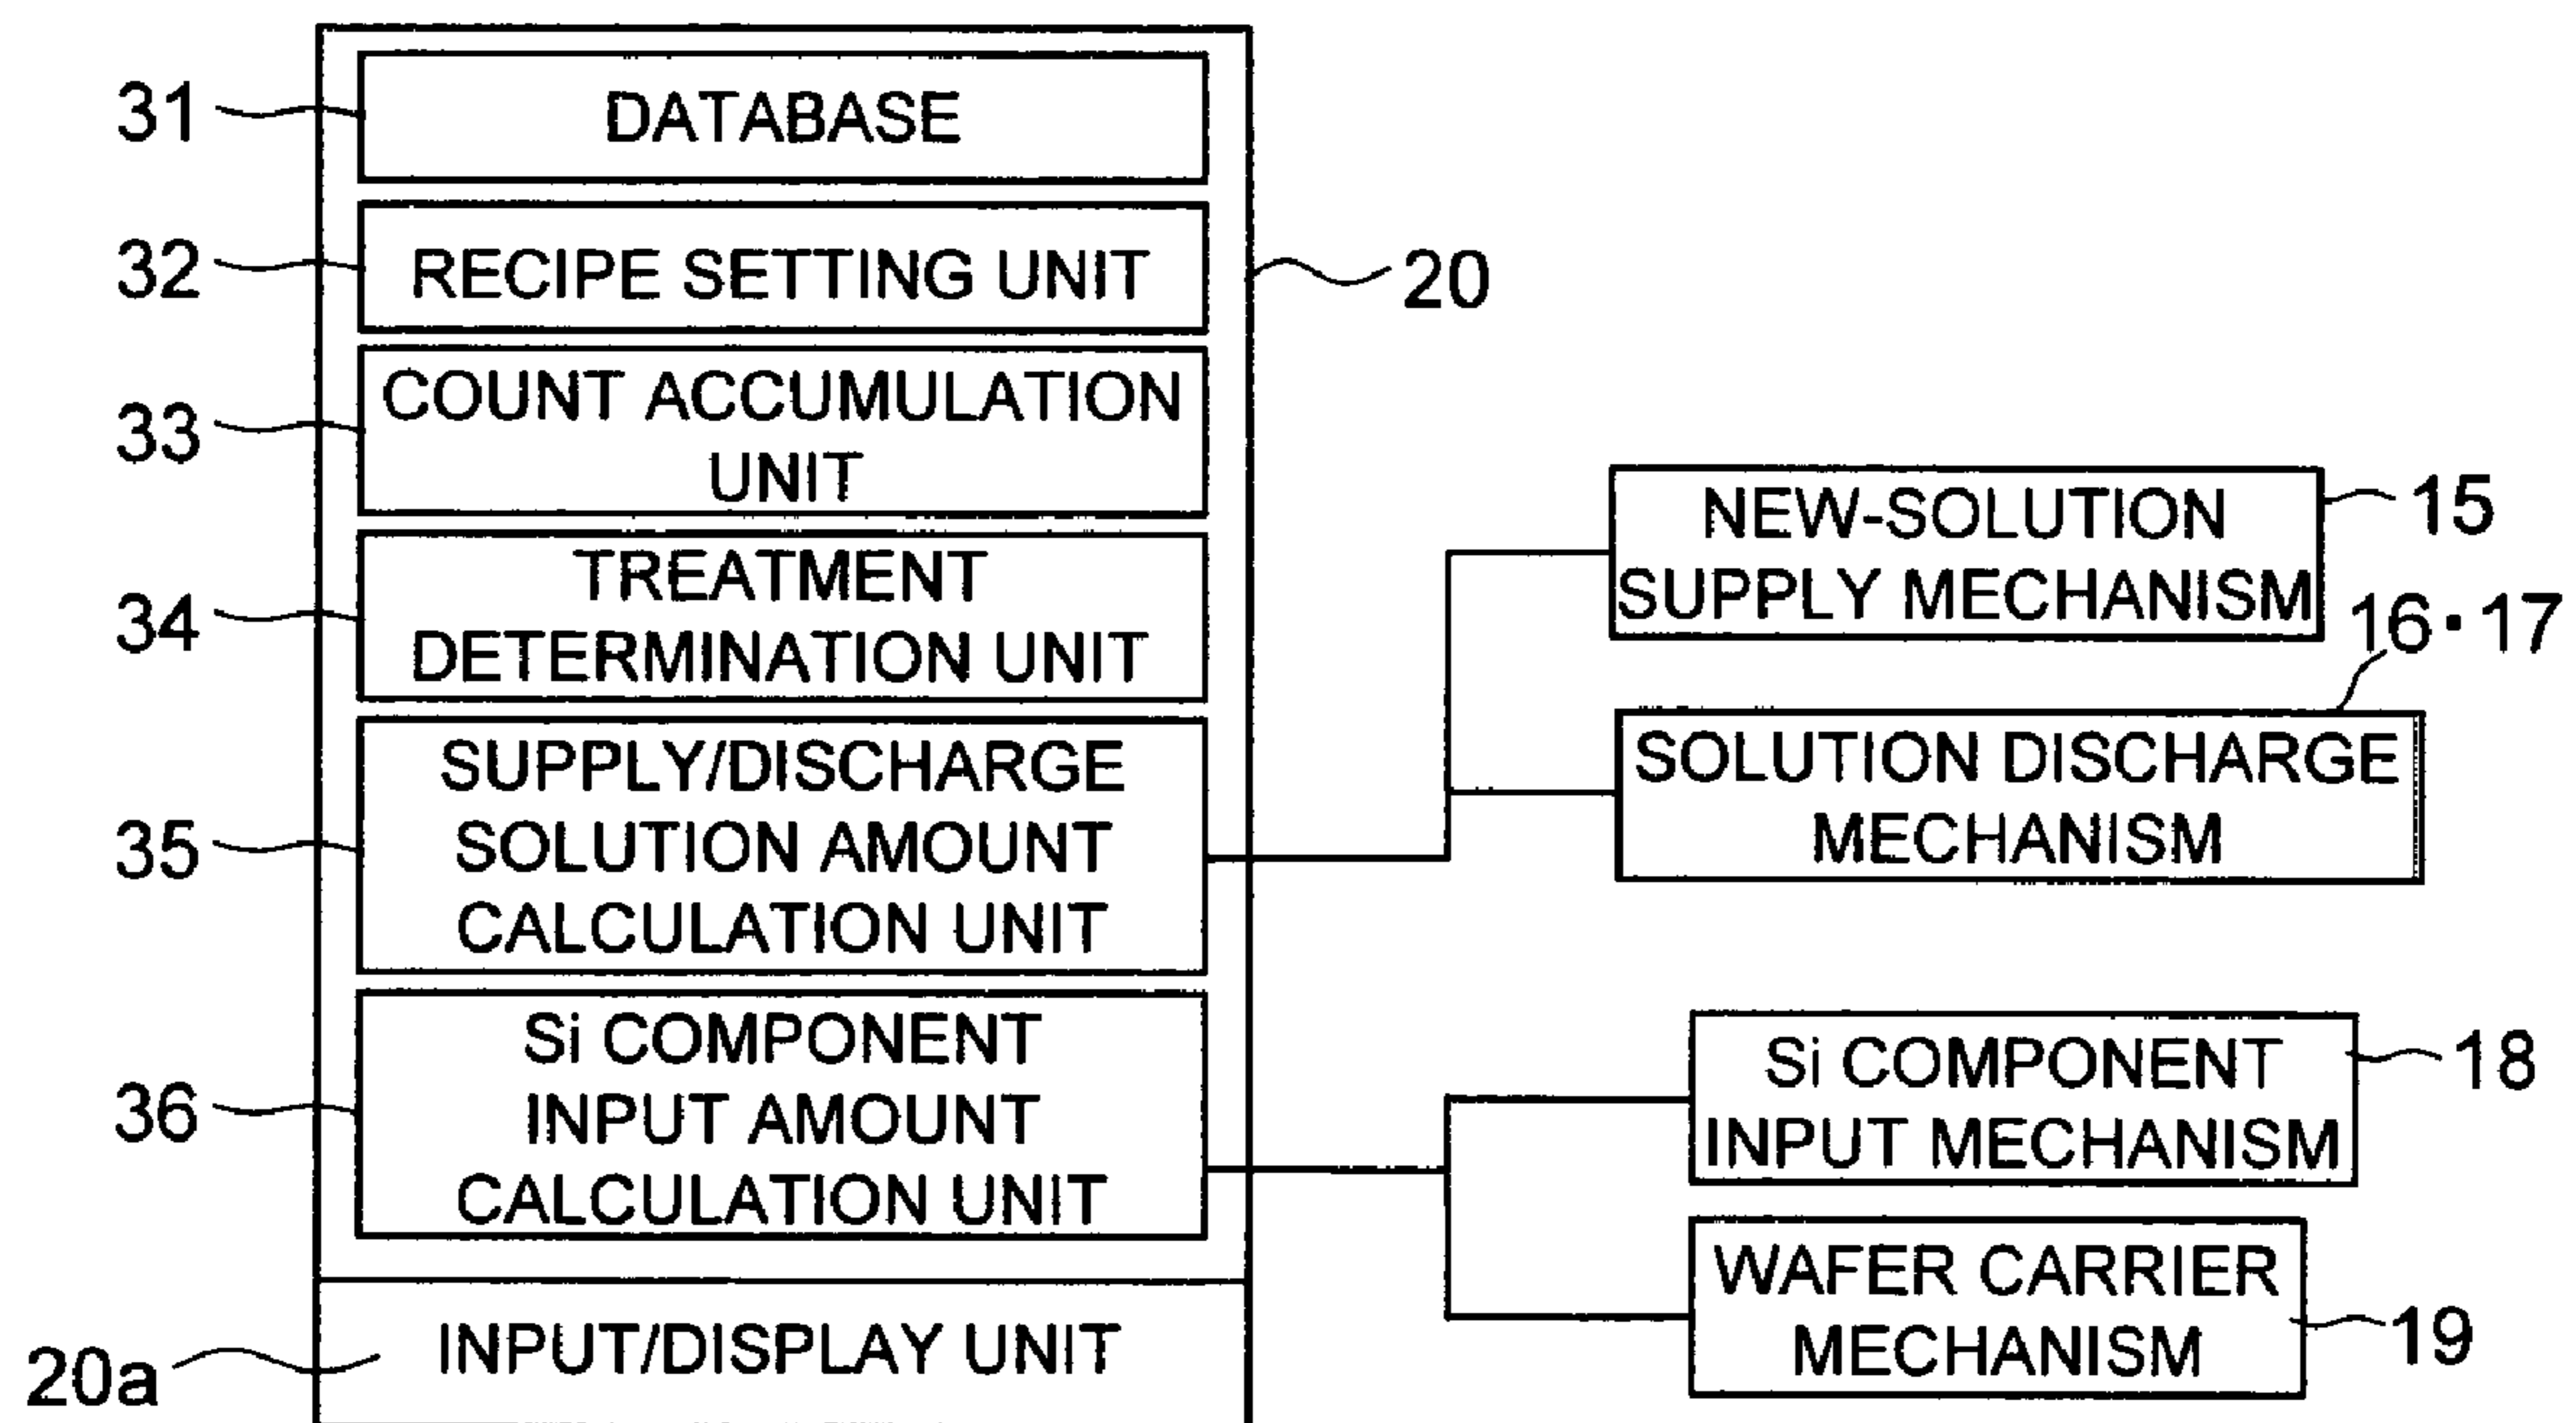 31
DATABASE
32
RECIPE SETTING UNIT
20
33
COUNT ACCUMULATION
UNIT
34
TREATMENT
DETERMINATION UNIT
35
SUPPLY/DISCHARGE
SOLUTION AMOUNT
CALCULATION UNIT
36
Si COMPONENT
INPUT AMOUNT
CALCULATION UNIT
20a
INPUT/DISPLAY UNIT
NEW-SOLUTION
SUPPLY MECHANISM
15
16·17
SOLUTION DISCHARGE
MECHANISM
Si COMPONENT
INPUT MECHANISM
18
WAFER CARRIER
MECHANISM
19